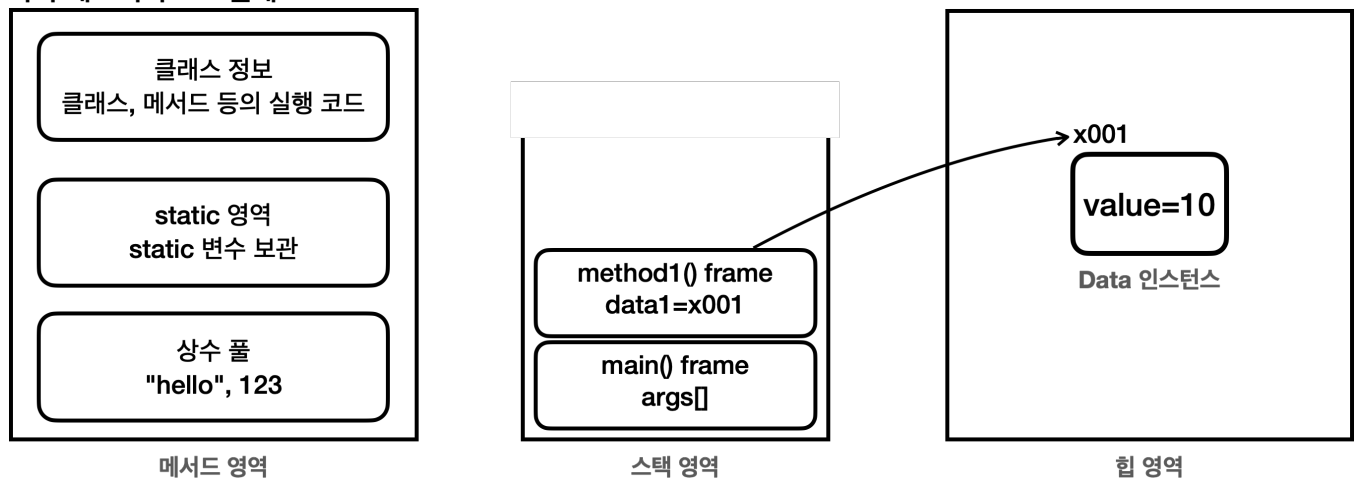 클래스 정보
클래스, 메서드 등의 실행 코드
static 영역
static 변수 보관
상수 풀
"hello", 123
메서드 영역
method1() frame
data1=x001
main() frame
args[]
스택 영역
x001
value=10
Data 인스턴스
힙 영역